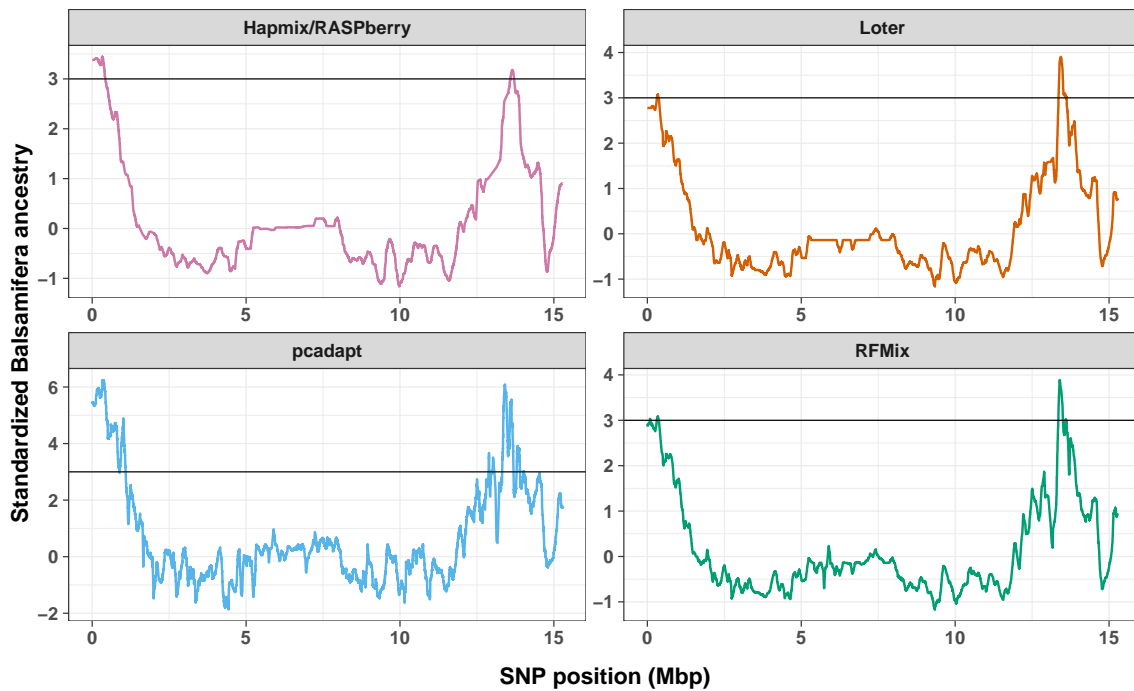 Hapmix/RASPberry Loter
3 2 1 0 −1
4 3 2 1 0 −1
0 5 10 15
0 5 10 15
pcadapt RFMix
6 4 2 0 −2
4 3 2 1 0 −1
0 5 10 15
0 5 10 15
Standardized Balsamifera ancestry
SNP position (Mbp)